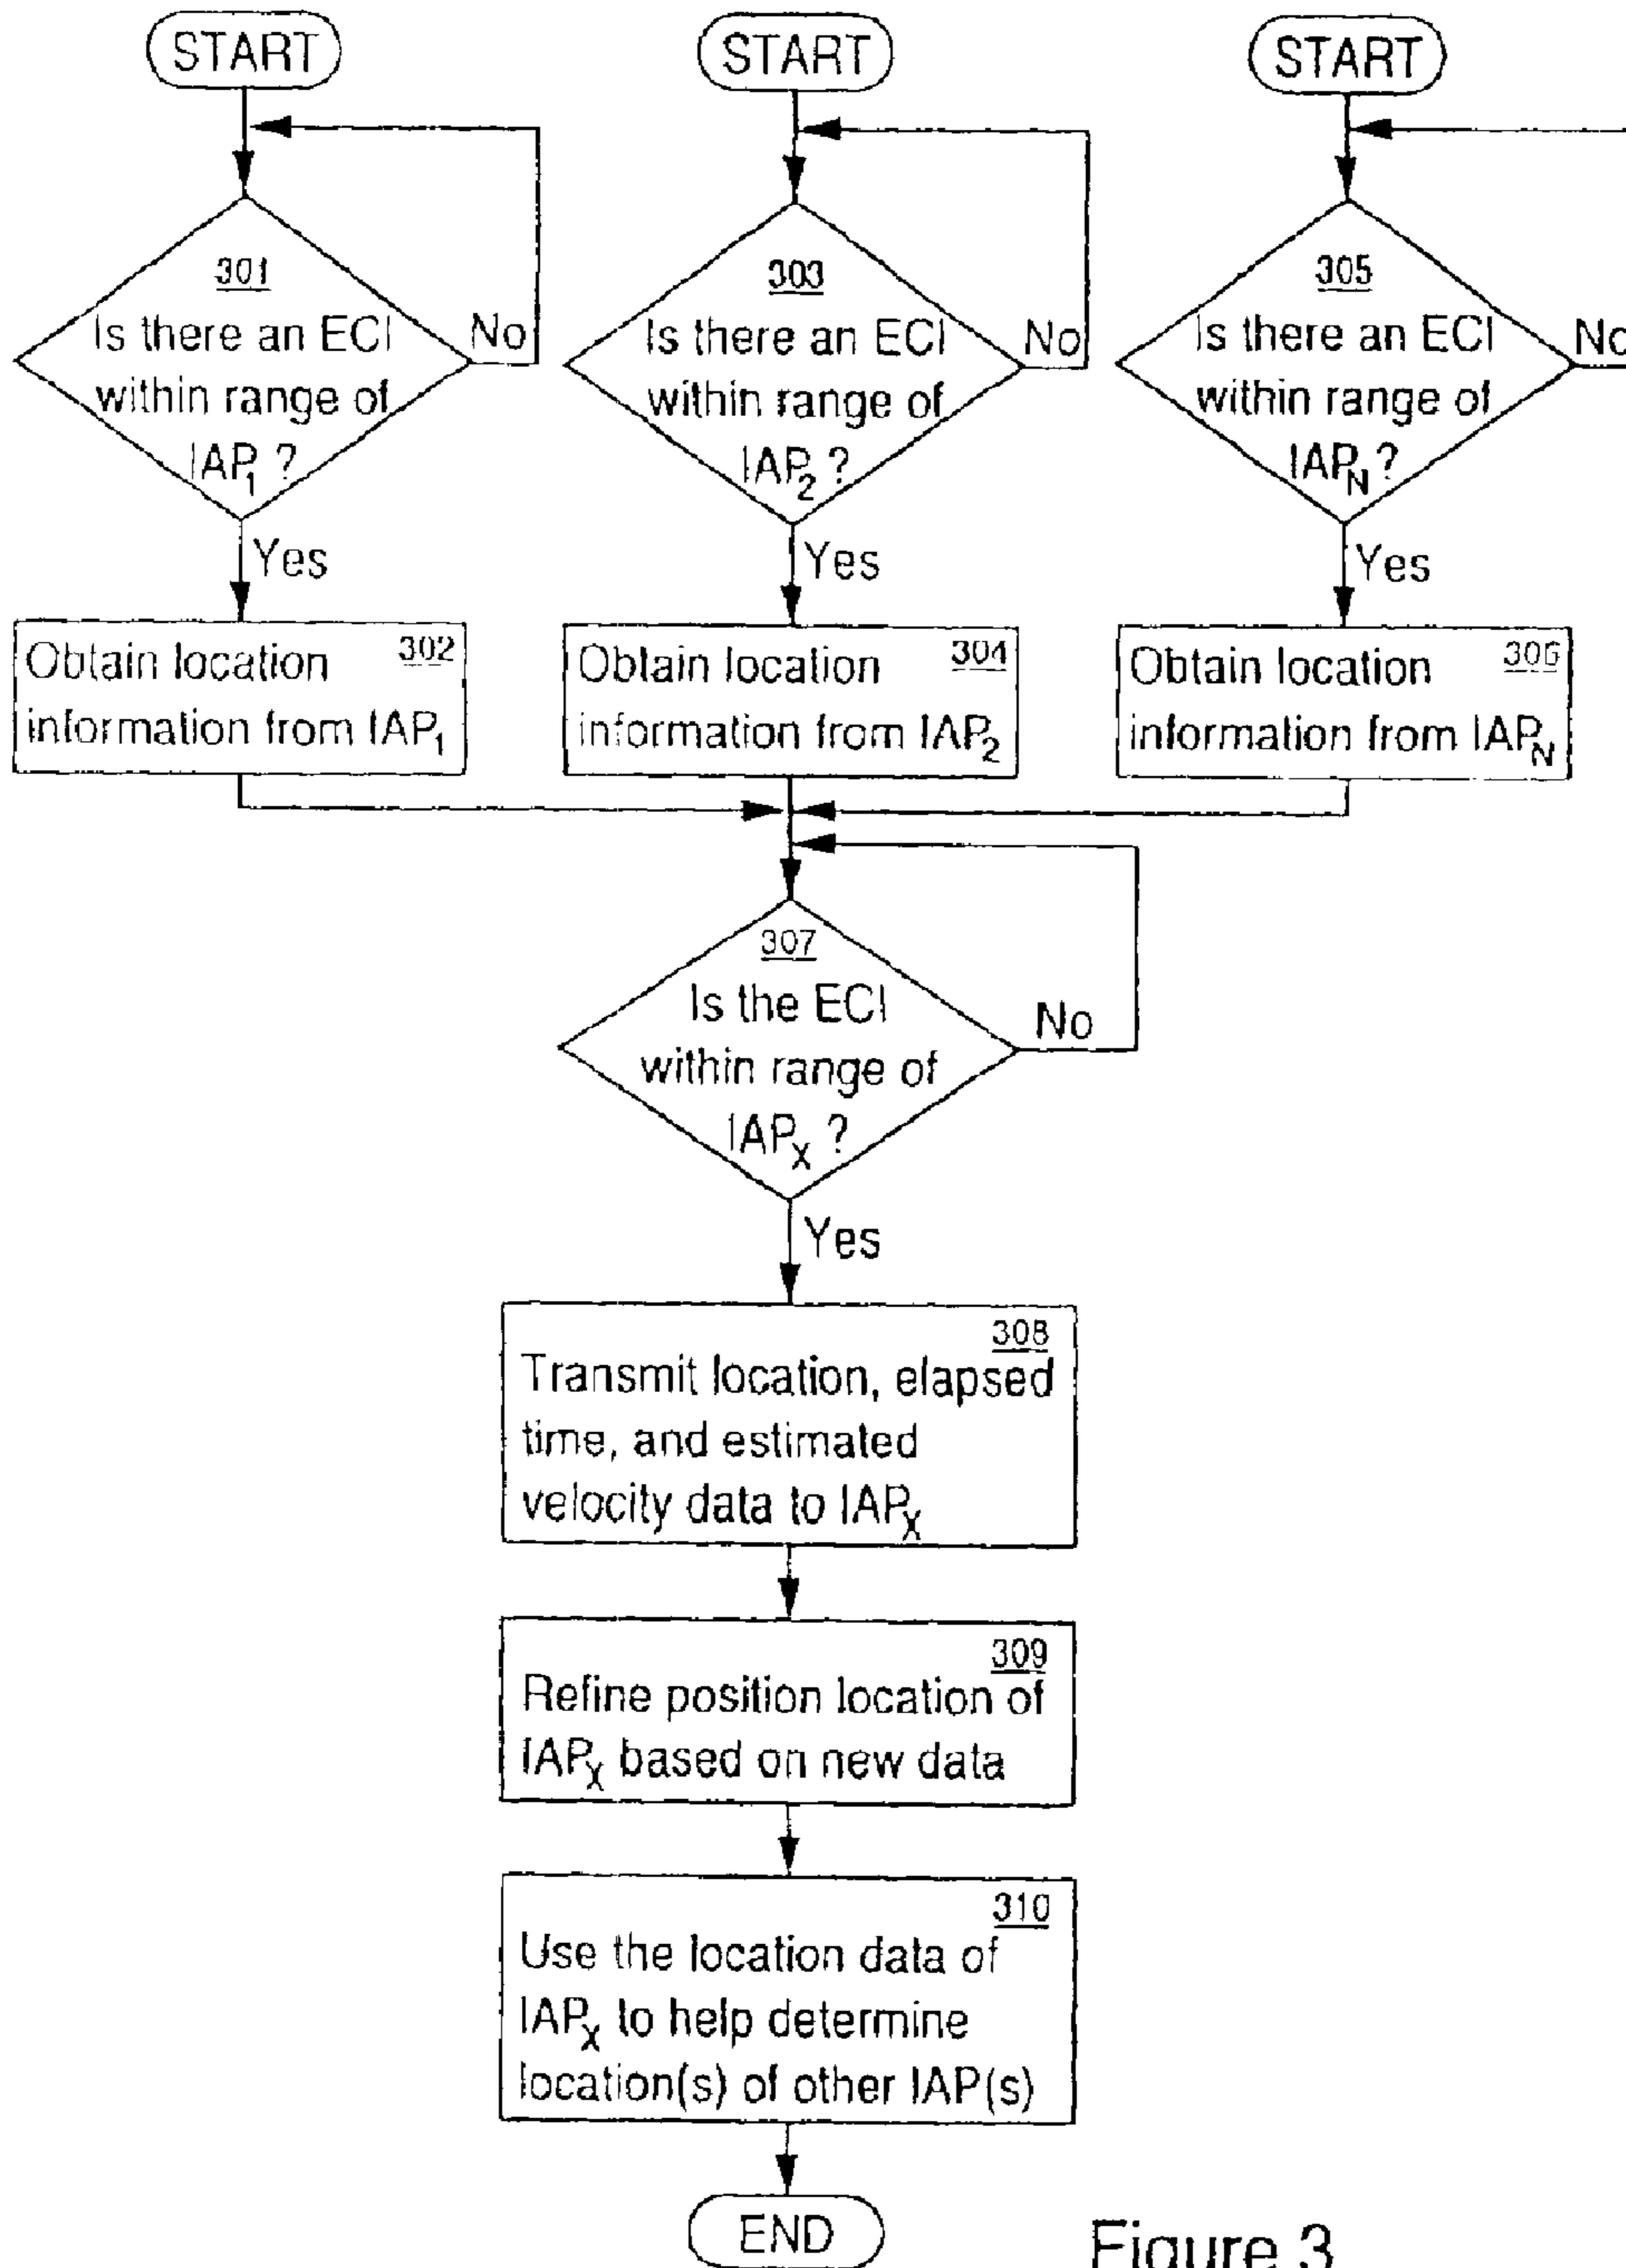 START
301
Is there an ECI
within range of
IAP₁ ?
No
Yes
302
Obtain location
information from IAP₁
START
303
Is there an ECI
within range of
IAP₂ ?
No
Yes
304
Obtain location
information from IAP₂
START
305
Is there an ECI
within range of
IAP_N ?
No
Yes
306
Obtain location
information from IAP_N
307
Is the ECI
within range of
IAPₓ ?
No
Yes
308
Transmit location, elapsed
time, and estimated
velocity data to IAPₓ
309
Refine position location of
IAPₓ based on new data
310
Use the location data of
IAPₓ to help determine
location(s) of other IAP(s)
END
Figure 3